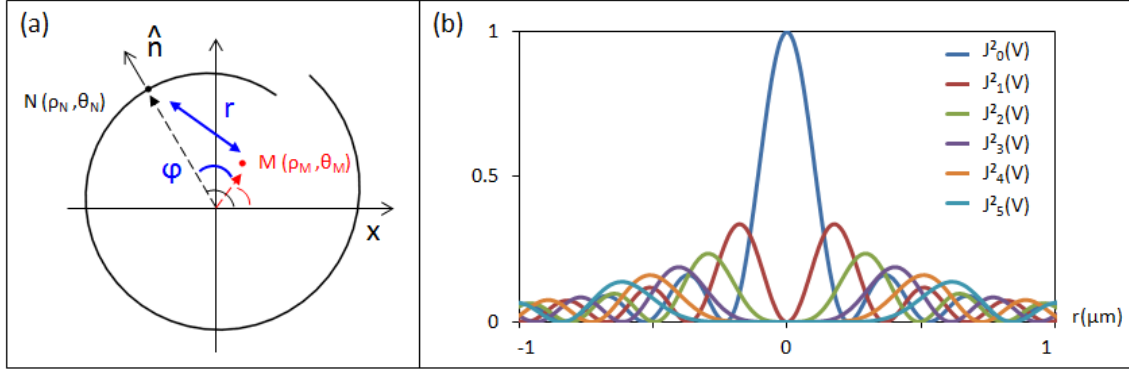 (a)
n̂
N (ρN ,θN)
r
M (ρM ,θM)
φ
x
(b)
1
0.5
0
-1
0
1
r(µm)
J²₀(V)
J²₁(V)
J²₂(V)
J²₃(V)
J²₄(V)
J²₅(V)